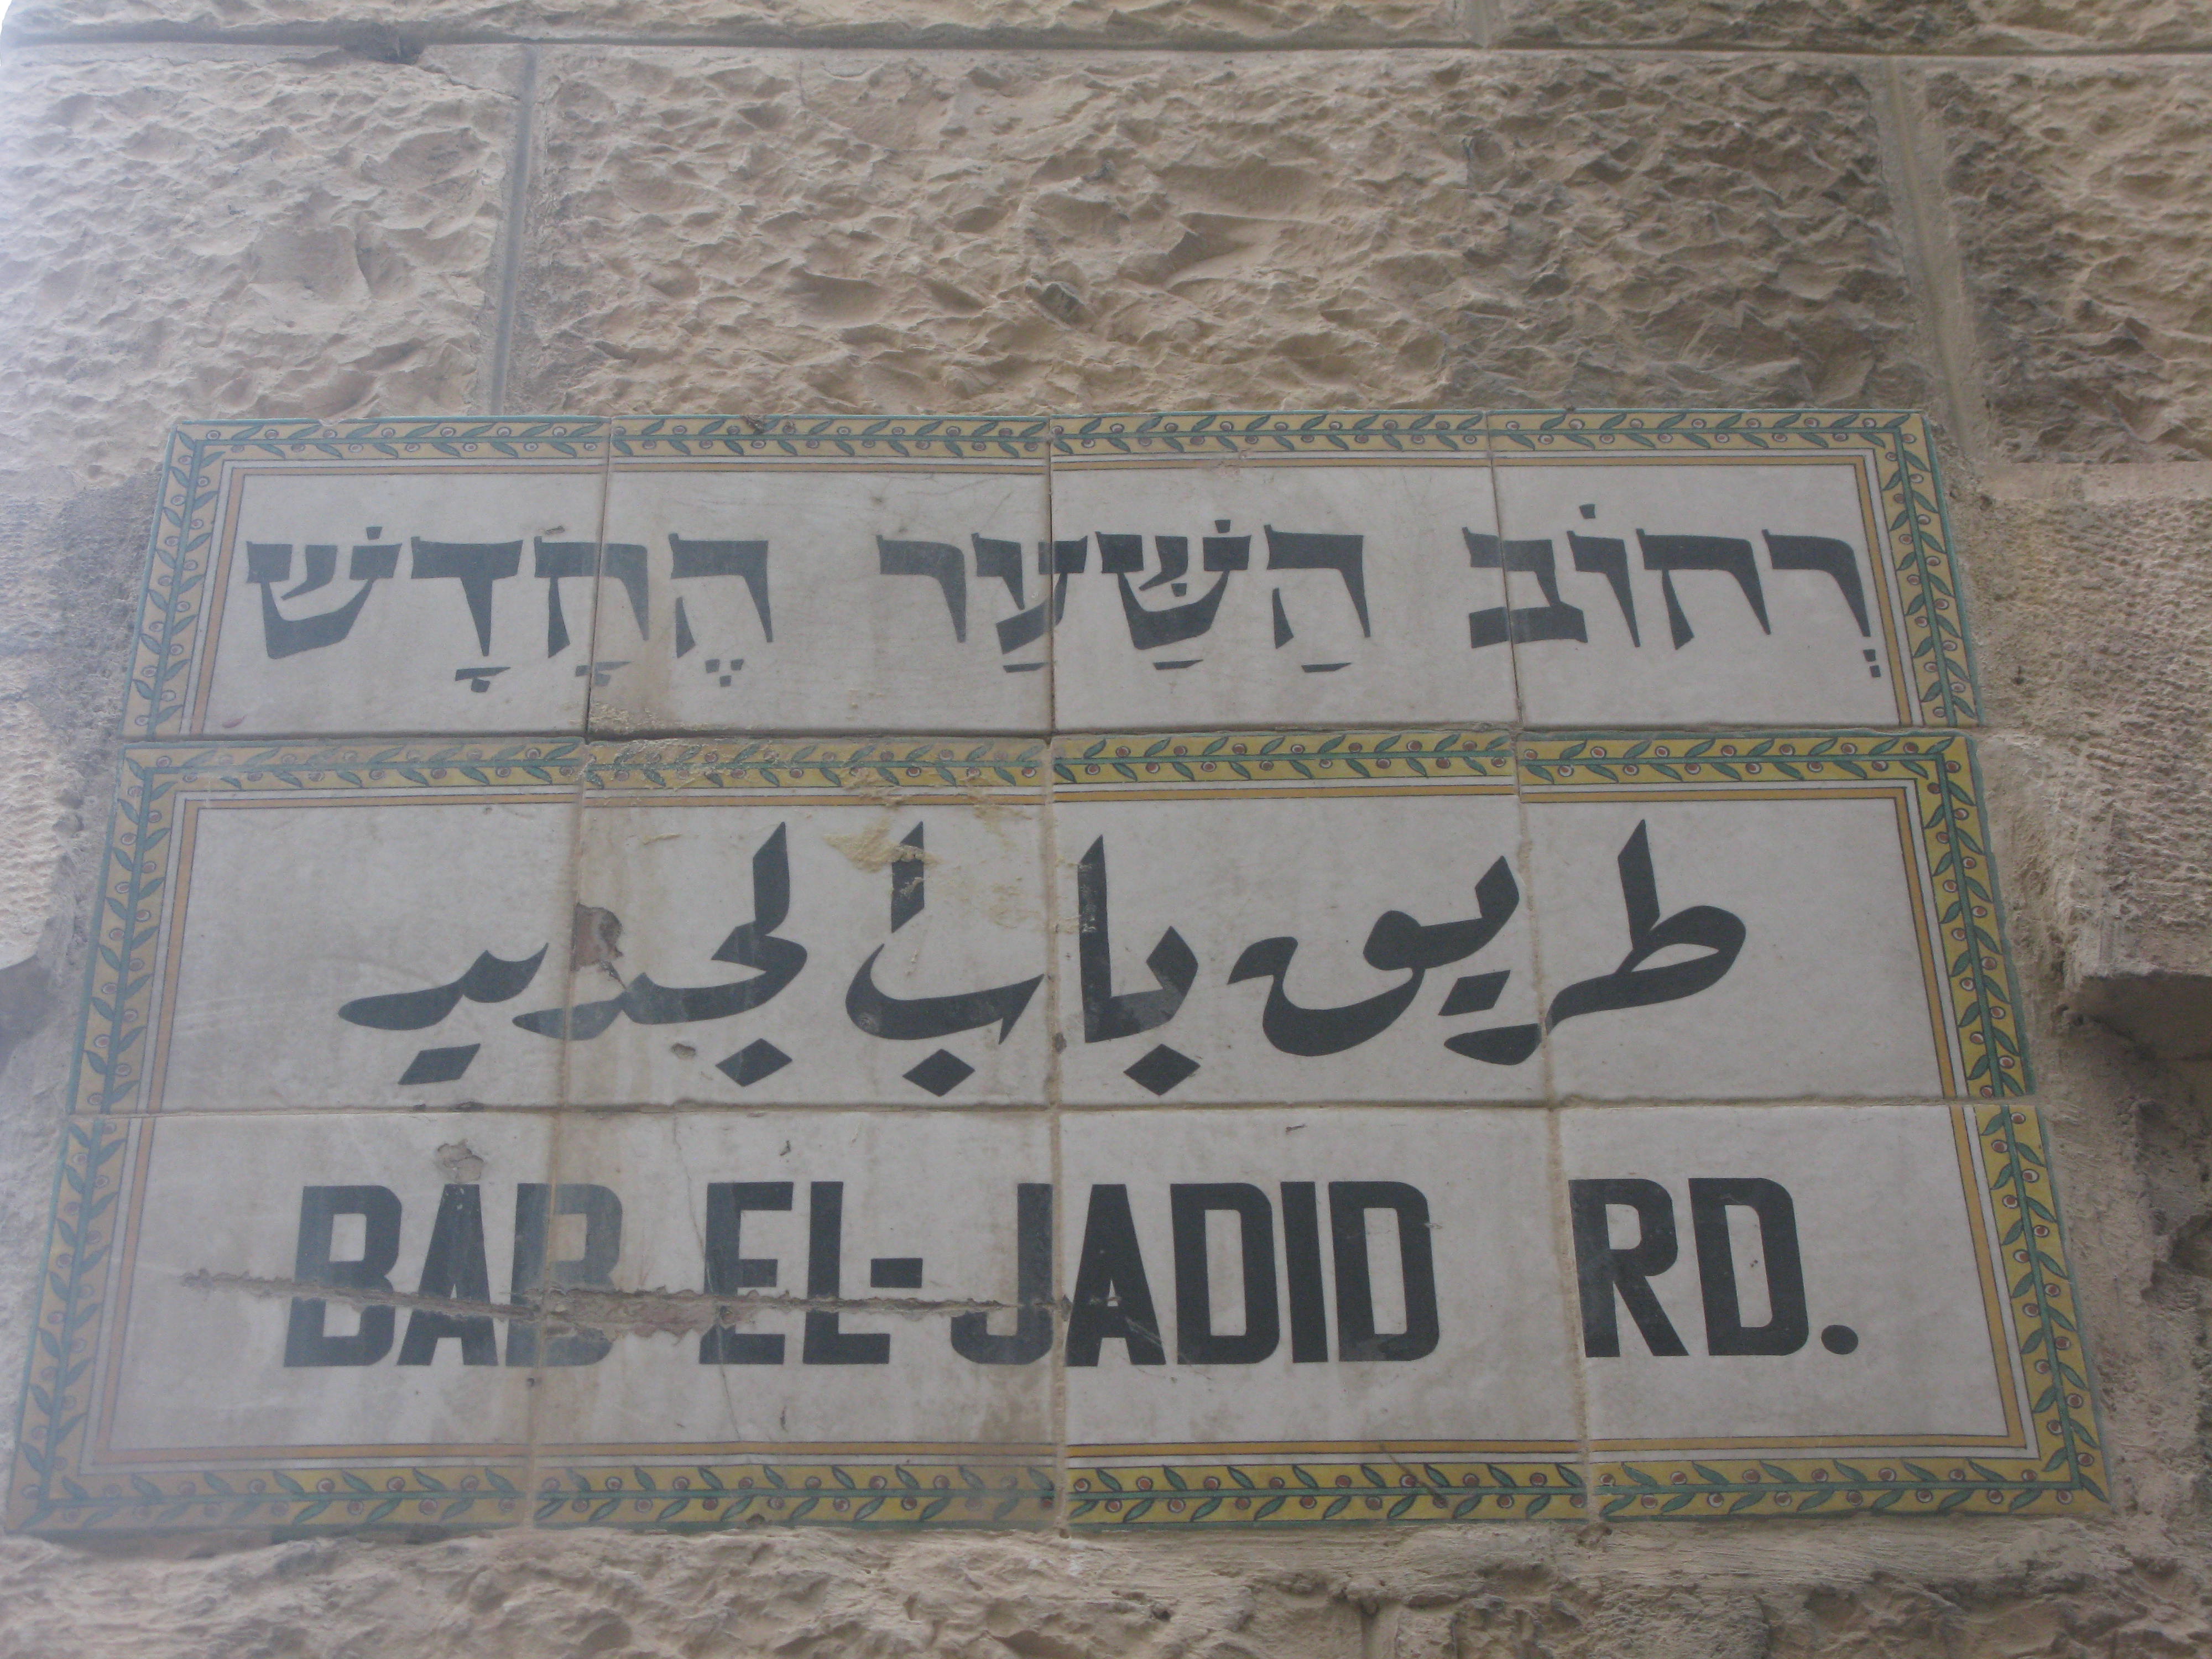 רְחוֹב הַשַּׁעַר הֶחָדָשׁ
طريق باب الجديد
BAB EL-JADID RD.